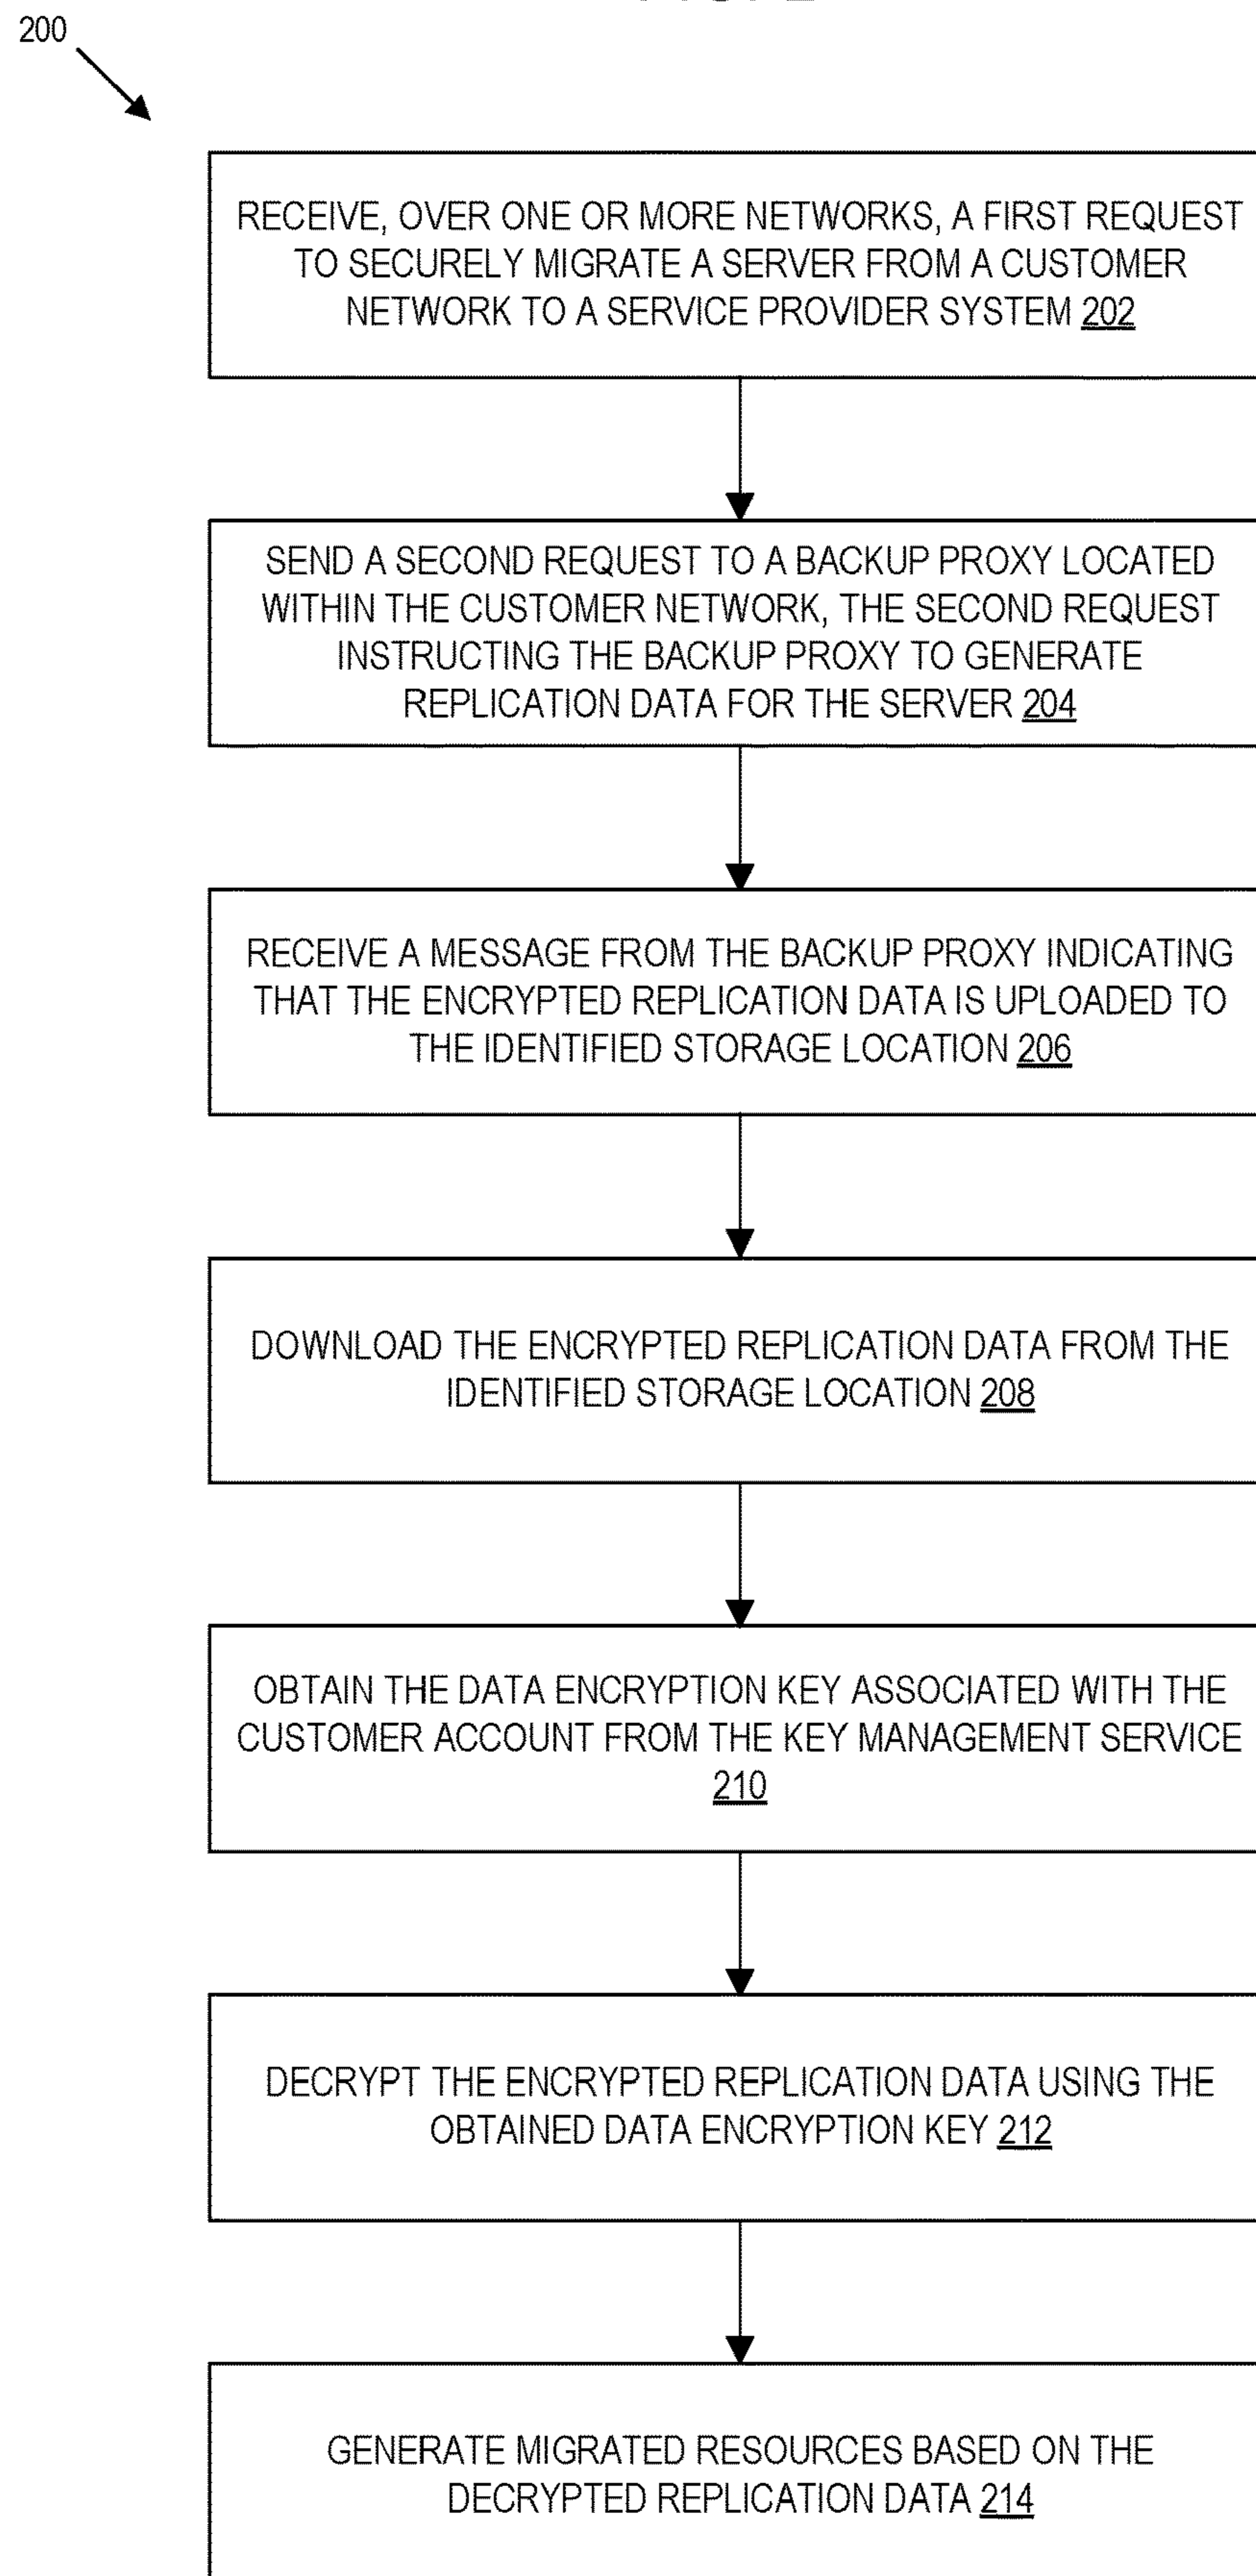 200
RECEIVE, OVER ONE OR MORE NETWORKS, A FIRST REQUEST
TO SECURELY MIGRATE A SERVER FROM A CUSTOMER
NETWORK TO A SERVICE PROVIDER SYSTEM 202
SEND A SECOND REQUEST TO A BACKUP PROXY LOCATED
WITHIN THE CUSTOMER NETWORK, THE SECOND REQUEST
INSTRUCTING THE BACKUP PROXY TO GENERATE
REPLICATION DATA FOR THE SERVER 204
RECEIVE A MESSAGE FROM THE BACKUP PROXY INDICATING
THAT THE ENCRYPTED REPLICATION DATA IS UPLOADED TO
THE IDENTIFIED STORAGE LOCATION 206
DOWNLOAD THE ENCRYPTED REPLICATION DATA FROM THE
IDENTIFIED STORAGE LOCATION 208
OBTAIN THE DATA ENCRYPTION KEY ASSOCIATED WITH THE
CUSTOMER ACCOUNT FROM THE KEY MANAGEMENT SERVICE
210
DECRYPT THE ENCRYPTED REPLICATION DATA USING THE
OBTAINED DATA ENCRYPTION KEY 212
GENERATE MIGRATED RESOURCES BASED ON THE
DECRYPTED REPLICATION DATA 214